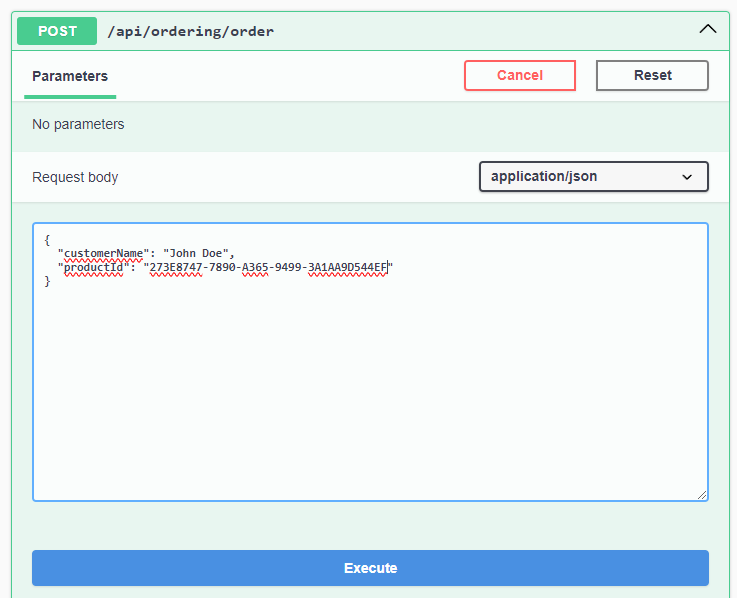 POST /api/ordering/order
Parameters Cancel Reset
No parameters
Request body application/json
{
"customerName": "John Doe",
"productId": "273E8747-7890-A365-9499-3A1AA9D544EF"
}
Execute